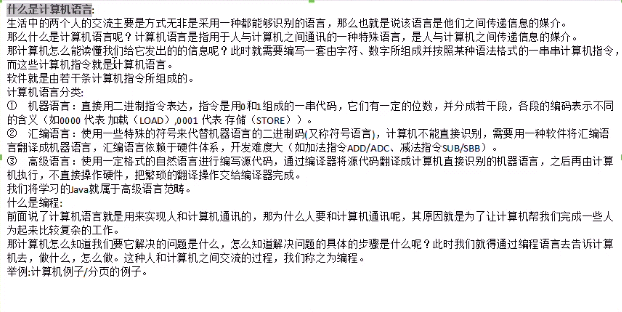 什么是计算机语言:
生活中的两个人的交流主要是方式无非是采用一种都能够识别的语言，那么也就是说该语言是他们之间传递信息的媒介。
那么什么是计算机语言呢？计算机语言是指用于人与计算机之间通讯的一种特殊语言，是人与计算机之间传递信息的媒介。
那计算机怎么能读懂我们给它发出的的信息呢？此时就需要编写一套由字符、数字所组成并按照某种语法格式的一串串计算机指令，
而这些计算机指令就是计算机语言。
软件就是由若干条计算机指令所组成的。
计算机语言分类:
① 机器语言：直接用二进制指令表达，指令是用0和1组成的一串代码，它们有一定的位数，并分成若干段，各段的编码表示不同的
含义（如0000 代表 加载（LOAD）,0001 代表 存储（STORE））。
② 汇编语言：使用一些特殊的符号来代替机器语言的二进制码(又称符号语言)，计算机不能直接识别，需要用一种软件将汇编语
言翻译成机器语言，汇编语言依赖于硬件体系，开发难度大（如加法指令ADD/ADC、减法指令SUB/SBB）。
③ 高级语言：使用一定格式的自然语言进行编写源代码，通过编译器将源代码翻译成计算机直接识别的机器语言，之后再由计算
机执行，不直接操作硬件，把繁琐的翻译操作交给编译器完成。
我们将学习的Java就属于高级语言范畴。
什么是编程:
前面说了计算机语言就是用来实现人和计算机通讯的，那为什么人要和计算机通讯呢，其原因就是为了让计算机帮我们完成一些人
为起来比较复杂的工作。
那计算机怎么知道我们要它解决的问题是什么，怎么知道解决问题的具体的步骤是什么呢？此时我们就得通过编程语言去告诉计算
机去，做什么，怎么做。这种人和计算机之间交流的过程，我们称之为编程。
举例:计算机例子/分页的例子。